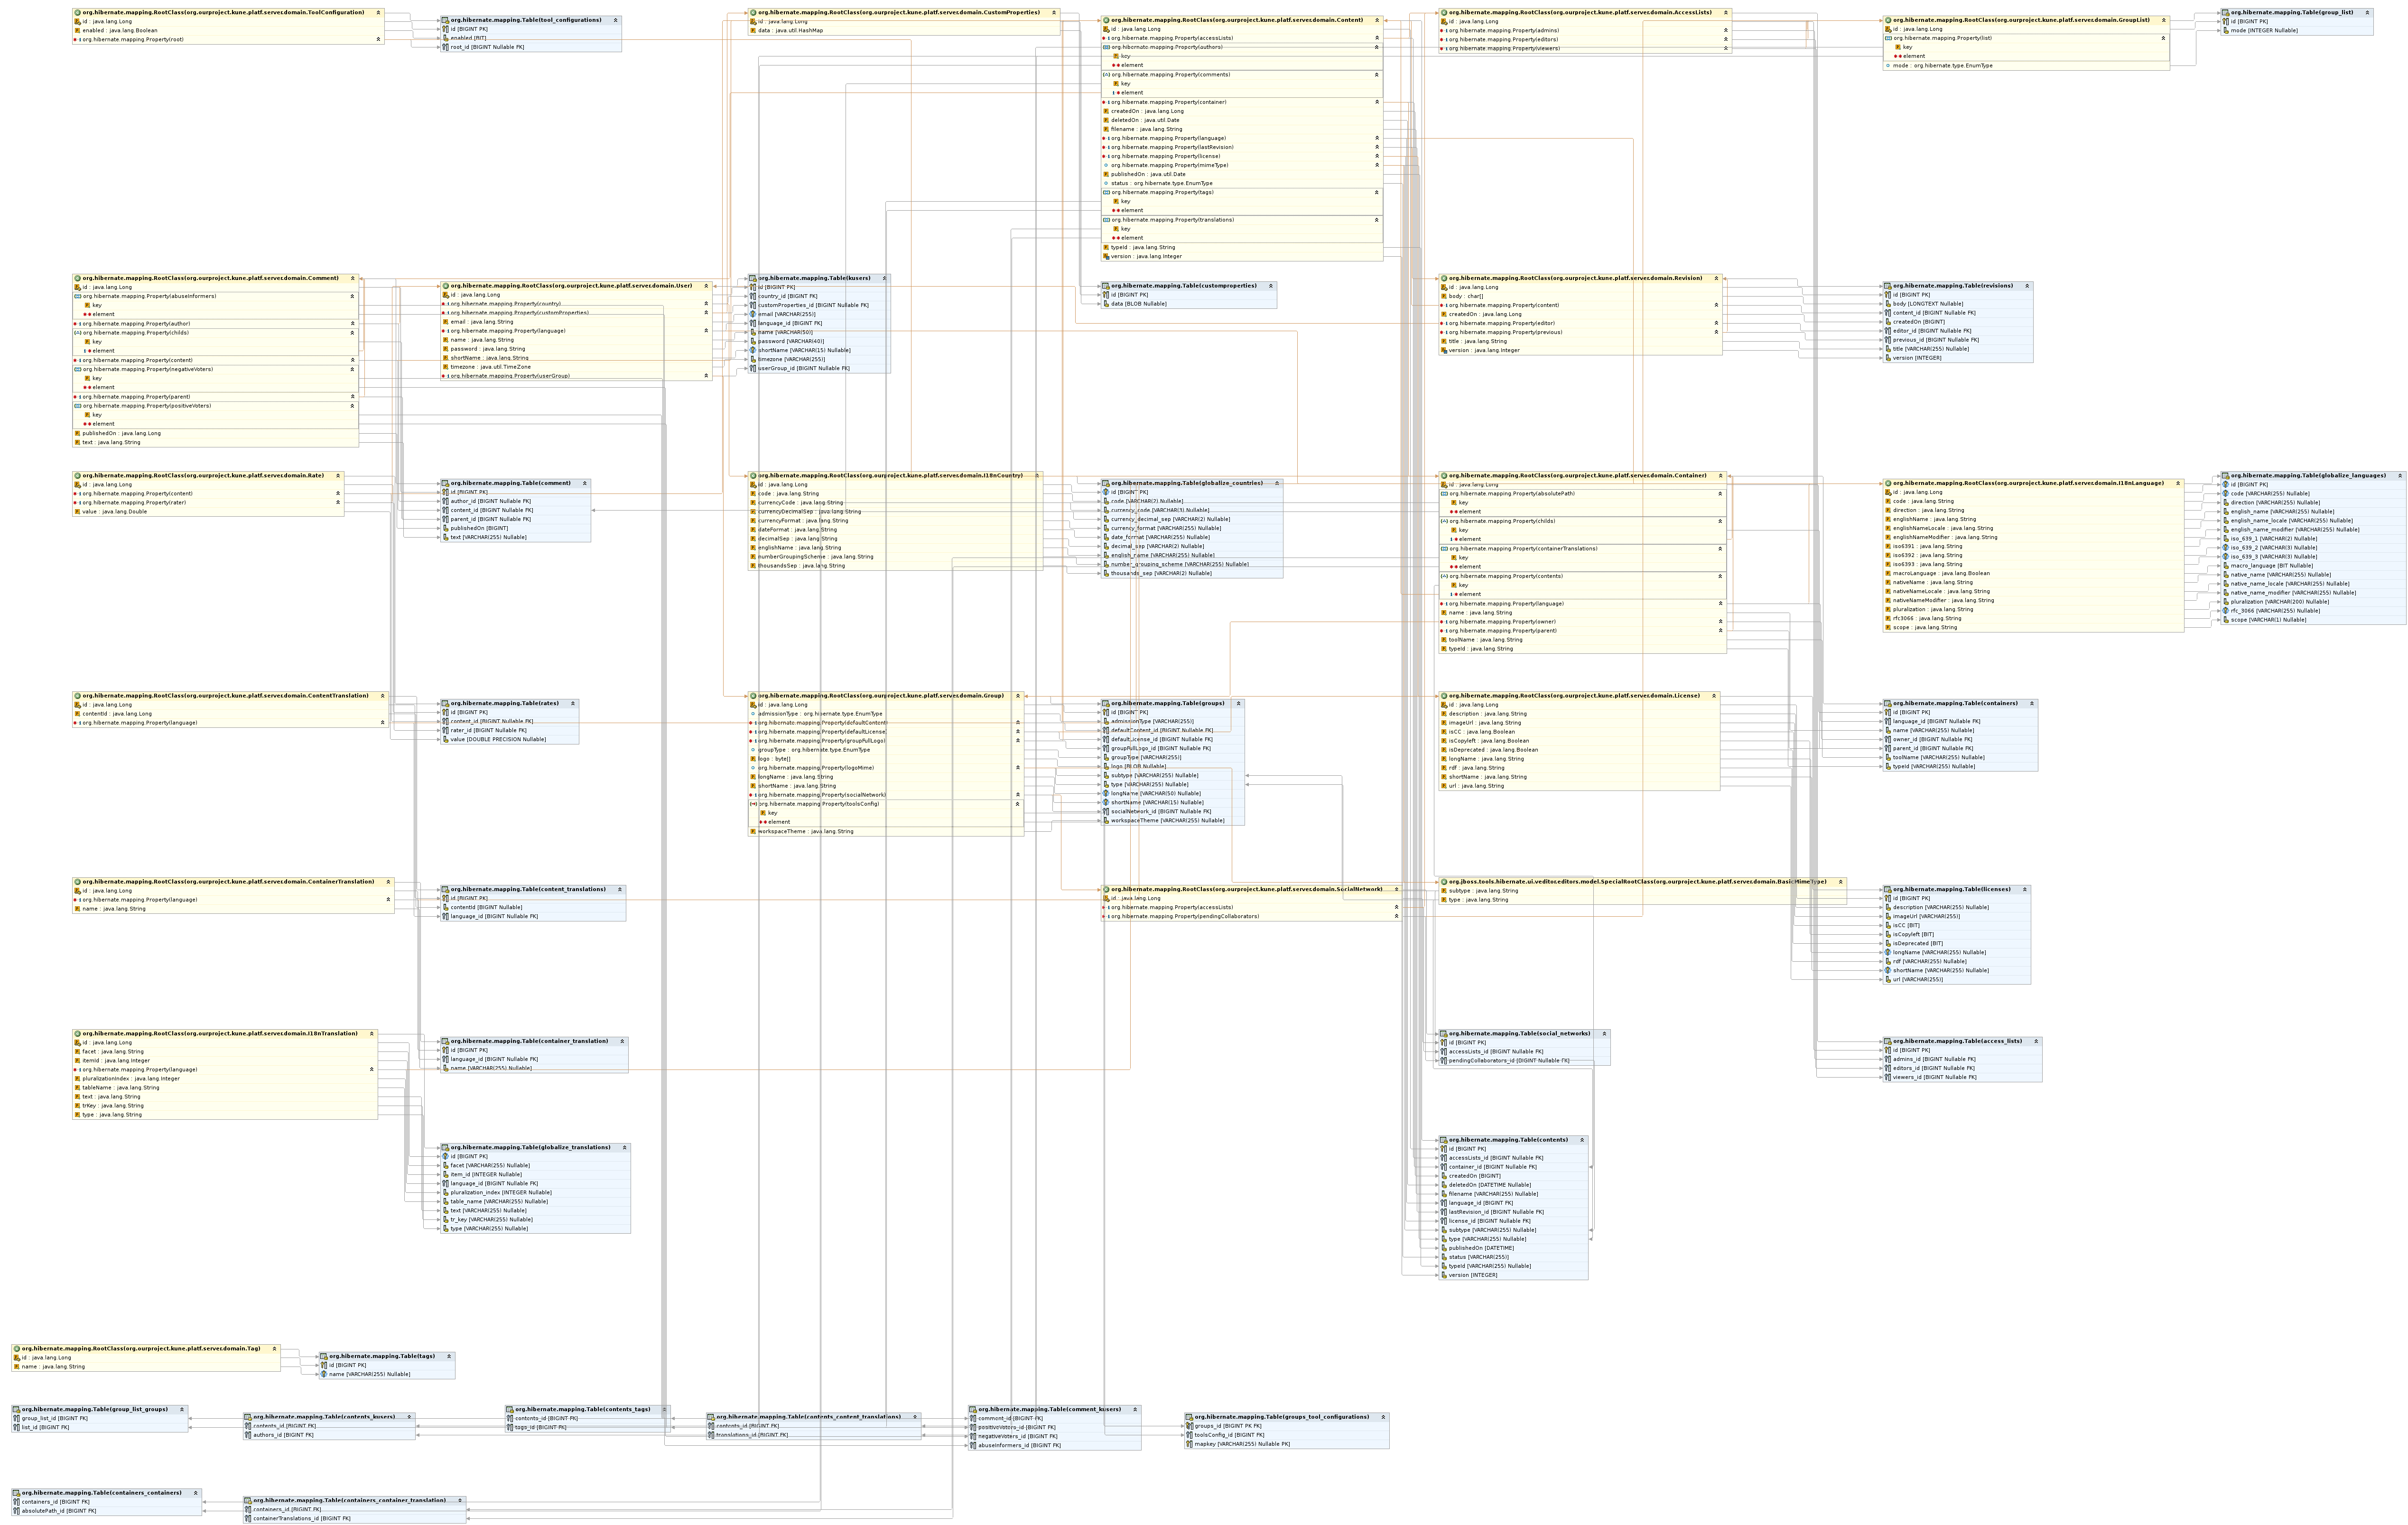 org.hibernate.mapping.RootClass(org.ourproject.kune.platf.server.domain.ToolConfiguration)
id : java.lang.Long
enabled : java.lang.Boolean
org.hibernate.mapping.Property(root)
org.hibernate.mapping.Table(tool_configurations)
id [BIGINT PK]
enabled [BIT]
root_id [BIGINT Nullable FK]
org.hibernate.mapping.RootClass(org.ourproject.kune.platf.server.domain.CustomProperties)
id : java.lang.Long
data : java.util.HashMap
org.hibernate.mapping.RootClass(org.ourproject.kune.platf.server.domain.Content)
id : java.lang.Long
org.hibernate.mapping.Property(accessLists)
org.hibernate.mapping.Property(authors)
key
element
org.hibernate.mapping.Property(comments)
key
element
org.hibernate.mapping.Property(container)
createdOn : java.lang.Long
deletedOn : java.util.Date
filename : java.lang.String
org.hibernate.mapping.Property(language)
org.hibernate.mapping.Property(lastRevision)
org.hibernate.mapping.Property(license)
org.hibernate.mapping.Property(mimeType)
publishedOn : java.util.Date
status : org.hibernate.type.EnumType
org.hibernate.mapping.Property(tags)
key
element
org.hibernate.mapping.Property(translations)
key
element
typeId : java.lang.String
version : java.lang.Integer
org.hibernate.mapping.RootClass(org.ourproject.kune.platf.server.domain.AccessLists)
id : java.lang.Long
org.hibernate.mapping.Property(admins)
org.hibernate.mapping.Property(editors)
org.hibernate.mapping.Property(viewers)
org.hibernate.mapping.RootClass(org.ourproject.kune.platf.server.domain.GroupList)
id : java.lang.Long
org.hibernate.mapping.Property(list)
key
element
mode : org.hibernate.type.EnumType
org.hibernate.mapping.Table(group_list)
id [BIGINT PK]
mode [INTEGER Nullable]
org.hibernate.mapping.RootClass(org.ourproject.kune.platf.server.domain.Comment)
id : java.lang.Long
org.hibernate.mapping.Property(abuseInformers)
key
element
org.hibernate.mapping.Property(author)
org.hibernate.mapping.Property(childs)
key
element
org.hibernate.mapping.Property(content)
org.hibernate.mapping.Property(negativeVoters)
key
element
org.hibernate.mapping.Property(parent)
org.hibernate.mapping.Property(positiveVoters)
key
element
publishedOn : java.lang.Long
text : java.lang.String
org.hibernate.mapping.RootClass(org.ourproject.kune.platf.server.domain.User)
id : java.lang.Long
org.hibernate.mapping.Property(country)
org.hibernate.mapping.Property(customProperties)
email : java.lang.String
org.hibernate.mapping.Property(language)
name : java.lang.String
password : java.lang.String
shortName : java.lang.String
timezone : java.util.TimeZone
org.hibernate.mapping.Property(userGroup)
org.hibernate.mapping.Table(kusers)
id [BIGINT PK]
country_id [BIGINT FK]
customProperties_id [BIGINT Nullable FK]
email [VARCHAR(255)]
language_id [BIGINT FK]
name [VARCHAR(50)]
password [VARCHAR(40)]
shortName [VARCHAR(15) Nullable]
timezone [VARCHAR(255)]
userGroup_id [BIGINT Nullable FK]
org.hibernate.mapping.Table(customproperties)
id [BIGINT PK]
data [BLOB Nullable]
org.hibernate.mapping.RootClass(org.ourproject.kune.platf.server.domain.Revision)
id : java.lang.Long
body : char[]
org.hibernate.mapping.Property(content)
createdOn : java.lang.Long
org.hibernate.mapping.Property(editor)
org.hibernate.mapping.Property(previous)
title : java.lang.String
version : java.lang.Integer
org.hibernate.mapping.Table(revisions)
id [BIGINT PK]
body [LONGTEXT Nullable]
content_id [BIGINT Nullable FK]
createdOn [BIGINT]
editor_id [BIGINT Nullable FK]
previous_id [BIGINT Nullable FK]
title [VARCHAR(255) Nullable]
version [INTEGER]
org.hibernate.mapping.RootClass(org.ourproject.kune.platf.server.domain.Rate)
id : java.lang.Long
org.hibernate.mapping.Property(content)
org.hibernate.mapping.Property(rater)
value : java.lang.Double
org.hibernate.mapping.Table(comment)
id [BIGINT PK]
author_id [BIGINT Nullable FK]
content_id [BIGINT Nullable FK]
parent_id [BIGINT Nullable FK]
publishedOn [BIGINT]
text [VARCHAR(255) Nullable]
org.hibernate.mapping.RootClass(org.ourproject.kune.platf.server.domain.I18nCountry)
id : java.lang.Long
code : java.lang.String
currencyCode : java.lang.String
currencyDecimalSep : java.lang.String
currencyFormat : java.lang.String
dateFormat : java.lang.String
decimalSep : java.lang.String
englishName : java.lang.String
numberGroupingScheme : java.lang.String
thousandsSep : java.lang.String
org.hibernate.mapping.Table(globalize_countries)
id [BIGINT PK]
code [VARCHAR(2) Nullable]
currency_code [VARCHAR(3) Nullable]
currency_decimal_sep [VARCHAR(2) Nullable]
currency_format [VARCHAR(255) Nullable]
date_format [VARCHAR(255) Nullable]
decimal_sep [VARCHAR(2) Nullable]
english_name [VARCHAR(255) Nullable]
number_grouping_scheme [VARCHAR(255) Nullable]
thousands_sep [VARCHAR(2) Nullable]
org.hibernate.mapping.RootClass(org.ourproject.kune.platf.server.domain.Container)
id : java.lang.Long
org.hibernate.mapping.Property(absolutePath)
key
element
org.hibernate.mapping.Property(childs)
key
element
org.hibernate.mapping.Property(containerTranslations)
key
element
org.hibernate.mapping.Property(contents)
key
element
org.hibernate.mapping.Property(language)
name : java.lang.String
org.hibernate.mapping.Property(owner)
org.hibernate.mapping.Property(parent)
toolName : java.lang.String
typeId : java.lang.String
org.hibernate.mapping.RootClass(org.ourproject.kune.platf.server.domain.I18nLanguage)
id : java.lang.Long
code : java.lang.String
direction : java.lang.String
englishName : java.lang.String
englishNameLocale : java.lang.String
englishNameModifier : java.lang.String
iso6391 : java.lang.String
iso6392 : java.lang.String
iso6393 : java.lang.String
macroLanguage : java.lang.Boolean
nativeName : java.lang.String
nativeNameLocale : java.lang.String
nativeNameModifier : java.lang.String
pluralization : java.lang.String
rfc3066 : java.lang.String
scope : java.lang.String
org.hibernate.mapping.Table(globalize_languages)
id [BIGINT PK]
code [VARCHAR(255) Nullable]
direction [VARCHAR(255) Nullable]
english_name [VARCHAR(255) Nullable]
english_name_locale [VARCHAR(255) Nullable]
english_name_modifier [VARCHAR(255) Nullable]
iso_639_1 [VARCHAR(2) Nullable]
iso_639_2 [VARCHAR(3) Nullable]
iso_639_3 [VARCHAR(3) Nullable]
macro_language [BIT Nullable]
native_name [VARCHAR(255) Nullable]
native_name_locale [VARCHAR(255) Nullable]
native_name_modifier [VARCHAR(255) Nullable]
pluralization [VARCHAR(200) Nullable]
rfc_3066 [VARCHAR(255) Nullable]
scope [VARCHAR(1) Nullable]
org.hibernate.mapping.RootClass(org.ourproject.kune.platf.server.domain.ContentTranslation)
id : java.lang.Long
contentId : java.lang.Long
org.hibernate.mapping.Property(language)
org.hibernate.mapping.Table(rates)
id [BIGINT PK]
content_id [BIGINT Nullable FK]
rater_id [BIGINT Nullable FK]
value [DOUBLE PRECISION Nullable]
org.hibernate.mapping.RootClass(org.ourproject.kune.platf.server.domain.Group)
id : java.lang.Long
admissionType : org.hibernate.type.EnumType
org.hibernate.mapping.Property(defaultContent)
org.hibernate.mapping.Property(defaultLicense)
org.hibernate.mapping.Property(groupFullLogo)
groupType : org.hibernate.type.EnumType
logo : byte[]
org.hibernate.mapping.Property(logoMime)
longName : java.lang.String
shortName : java.lang.String
org.hibernate.mapping.Property(socialNetwork)
org.hibernate.mapping.Property(toolsConfig)
key
element
workspaceTheme : java.lang.String
org.hibernate.mapping.Table(groups)
id [BIGINT PK]
admissionType [VARCHAR(255)]
defaultContent_id [BIGINT Nullable FK]
defaultLicense_id [BIGINT Nullable FK]
groupFullLogo_id [BIGINT Nullable FK]
groupType [VARCHAR(255)]
logo [BLOB Nullable]
subtype [VARCHAR(255) Nullable]
type [VARCHAR(255) Nullable]
longName [VARCHAR(50) Nullable]
shortName [VARCHAR(15) Nullable]
socialNetwork_id [BIGINT Nullable FK]
workspaceTheme [VARCHAR(255) Nullable]
org.hibernate.mapping.RootClass(org.ourproject.kune.platf.server.domain.License)
id : java.lang.Long
description : java.lang.String
imageUrl : java.lang.String
isCC : java.lang.Boolean
isCopyleft : java.lang.Boolean
isDeprecated : java.lang.Boolean
longName : java.lang.String
rdf : java.lang.String
shortName : java.lang.String
url : java.lang.String
org.hibernate.mapping.Table(containers)
id [BIGINT PK]
language_id [BIGINT Nullable FK]
name [VARCHAR(255) Nullable]
owner_id [BIGINT Nullable FK]
parent_id [BIGINT Nullable FK]
toolName [VARCHAR(255) Nullable]
typeId [VARCHAR(255) Nullable]
org.hibernate.mapping.RootClass(org.ourproject.kune.platf.server.domain.ContainerTranslation)
id : java.lang.Long
org.hibernate.mapping.Property(language)
name : java.lang.String
org.hibernate.mapping.Table(content_translations)
id [BIGINT PK]
contentId [BIGINT Nullable]
language_id [BIGINT Nullable FK]
org.hibernate.mapping.RootClass(org.ourproject.kune.platf.server.domain.SocialNetwork)
id : java.lang.Long
org.hibernate.mapping.Property(accessLists)
org.hibernate.mapping.Property(pendingCollaborators)
org.jboss.tools.hibernate.ui.veditor.editors.model.SpecialRootClass(org.ourproject.kune.platf.server.domain.BasicMimeType)
subtype : java.lang.String
type : java.lang.String
org.hibernate.mapping.Table(licenses)
id [BIGINT PK]
description [VARCHAR(255) Nullable]
imageUrl [VARCHAR(255)]
isCC [BIT]
isCopyleft [BIT]
isDeprecated [BIT]
longName [VARCHAR(255) Nullable]
rdf [VARCHAR(255) Nullable]
shortName [VARCHAR(255) Nullable]
url [VARCHAR(255)]
org.hibernate.mapping.RootClass(org.ourproject.kune.platf.server.domain.I18nTranslation)
id : java.lang.Long
facet : java.lang.String
itemId : java.lang.Integer
org.hibernate.mapping.Property(language)
pluralizationIndex : java.lang.Integer
tableName : java.lang.String
text : java.lang.String
trKey : java.lang.String
type : java.lang.String
org.hibernate.mapping.Table(container_translation)
id [BIGINT PK]
language_id [BIGINT Nullable FK]
name [VARCHAR(255) Nullable]
org.hibernate.mapping.Table(social_networks)
id [BIGINT PK]
accessLists_id [BIGINT Nullable FK]
pendingCollaborators_id [BIGINT Nullable FK]
org.hibernate.mapping.Table(access_lists)
id [BIGINT PK]
admins_id [BIGINT Nullable FK]
editors_id [BIGINT Nullable FK]
viewers_id [BIGINT Nullable FK]
org.hibernate.mapping.Table(globalize_translations)
id [BIGINT PK]
facet [VARCHAR(255) Nullable]
item_id [INTEGER Nullable]
language_id [BIGINT Nullable FK]
pluralization_index [INTEGER Nullable]
table_name [VARCHAR(255) Nullable]
text [VARCHAR(255) Nullable]
tr_key [VARCHAR(255) Nullable]
type [VARCHAR(255) Nullable]
org.hibernate.mapping.Table(contents)
id [BIGINT PK]
accessLists_id [BIGINT Nullable FK]
container_id [BIGINT Nullable FK]
createdOn [BIGINT]
deletedOn [DATETIME Nullable]
filename [VARCHAR(255) Nullable]
language_id [BIGINT FK]
lastRevision_id [BIGINT Nullable FK]
license_id [BIGINT Nullable FK]
subtype [VARCHAR(255) Nullable]
type [VARCHAR(255) Nullable]
publishedOn [DATETIME]
status [VARCHAR(255)]
typeId [VARCHAR(255) Nullable]
version [INTEGER]
org.hibernate.mapping.RootClass(org.ourproject.kune.platf.server.domain.Tag)
id : java.lang.Long
name : java.lang.String
org.hibernate.mapping.Table(tags)
id [BIGINT PK]
name [VARCHAR(255) Nullable]
org.hibernate.mapping.Table(group_list_groups)
group_list_id [BIGINT FK]
list_id [BIGINT FK]
org.hibernate.mapping.Table(contents_kusers)
contents_id [BIGINT FK]
authors_id [BIGINT FK]
org.hibernate.mapping.Table(contents_tags)
contents_id [BIGINT FK]
tags_id [BIGINT FK]
org.hibernate.mapping.Table(contents_content_translations)
contents_id [BIGINT FK]
translations_id [BIGINT FK]
org.hibernate.mapping.Table(comment_kusers)
comment_id [BIGINT FK]
positiveVoters_id [BIGINT FK]
negativeVoters_id [BIGINT FK]
abuseInformers_id [BIGINT FK]
org.hibernate.mapping.Table(groups_tool_configurations)
groups_id [BIGINT PK FK]
toolsConfig_id [BIGINT FK]
mapkey [VARCHAR(255) Nullable PK]
org.hibernate.mapping.Table(containers_containers)
containers_id [BIGINT FK]
absolutePath_id [BIGINT FK]
org.hibernate.mapping.Table(containers_container_translation)
containers_id [BIGINT FK]
containerTranslations_id [BIGINT FK]